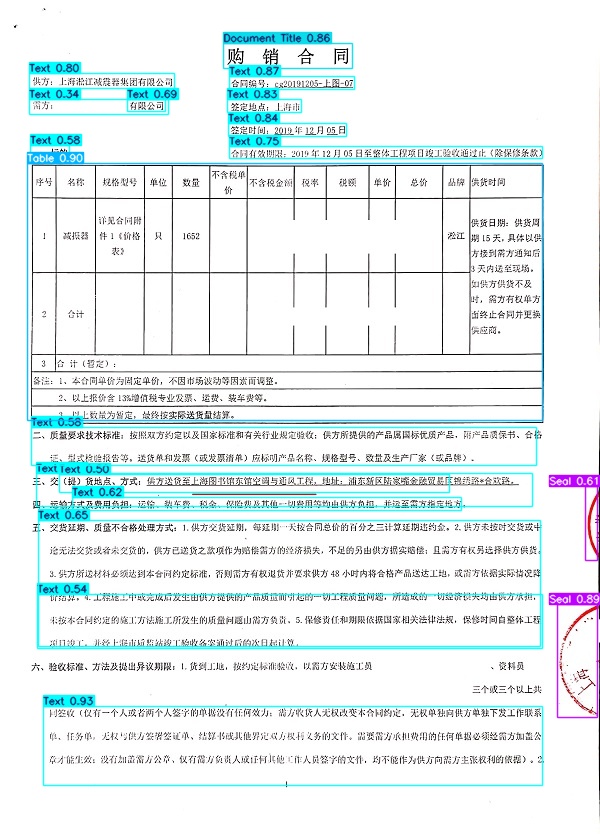 Document Title 0.86
购 销 合 同
Text 0.80
供方：上海淞江减震器集团有限公司
Text 0.87
合同编号：cg20191205-上图-07
Text 0.34
Text 0.69
需方：
有限公司
Text 0.83
签定地点：上海市
Text 0.84
签定时间：2019 年 12 月 05 日
Text 0.58
Text 0.75
合同有效期限：2019 年 12 月 05 日至整体工程项目竣工验收通过止（除保修条款）
Table 0.90
序号 名称 规格型号 单位 数量 不含税单价 不含税金额 税率 税额 单价 总价 品牌 供货时间
1 减振器 详见合同附件 1《价格表》 只 1652 淞江
供货日期：供货周期 15 天，具体以供方接到需方通知后 3 天内送至现场。如供方供货不及时，需方有权单方面终止合同并更换供应商。
2 合计
3 合 计（暂定）：
备注：1、本合同单价为固定单价，不因市场波动等因素而调整。
2、以上报价含 13%增值税专业发票、运费、装车费等。
3、以上数量为暂定，最终按实际送货量结算。
Text 0.58
二、质量要求技术标准：按照双方约定以及国家标准和有关行业规定验收；供方所提供的产品属国标优质产品，附产品质保书、合格
证、型式检验报告等。送货单和发票（或发票清单）应标明产品名称、规格型号、数量及生产厂家（或品牌）。
Text
Text 0.50
三、交（提）货地点、方式：供方送货至上海图书馆东馆空调与通风工程，地址：浦东新区陆家嘴金融贸易区锦绣路*合欢路。
Text 0.62
四、运输方式及费用负担：运输、装车费、税金、保险费及其他一切费用等均由供方负担，并运至需方指定地方
Seal 0.61
Text 0.65
五、交货延期、质量不合格处理方式：1.供方交货延期，每延期一天按合同总价的百分之三计算延期违约金。2.供方未按时交货或中
途无法交货或者未交货的，供方已送货之款项作为赔偿需方的经济损失，不足的另由供方据实赔偿；且需方有权另选择供方供货。
3.供方所送材料必须达到本合同约定标准，否则需方有权退货并要求供方 48 小时内将合格产品送达工地，或需方依据实际情况降
Text 0.54
价结算。4.工程施工中或完成后发生由供方提供的产品质量而引起的一切工程质量问题，所造成的一切经济损失均由供方承担，
未按本合同约定的施工方法施工所发生的质量问题由需方负责。5.保修责任和期限依据国家相关法律法规，保修时间自整体工程
项目竣工，并经上海市质监站竣工验收备案通过后的次日起计算
Seal 0.89
六、验收标准、方法及提出异议期限：1.货到工地，按约定标准验收，以需方安装施工员
、资料员
三个或三个以上共
Text 0.93
同签收（仅有一个人或者两个人签字的单据没有任何效力；需方收货人无权改变本合同约定，无权单独向供方单独下发工作联系
单、任务单，无权与供方签署签证单、结算书或其他界定双方权利义务的文件。需要需方承担费用的任何单据必须经需方加盖公
章才能生效；没有加盖需方公章、仅有需方负责人或任何其他工作人员签字的文件，均不能作为供方向需方主张权利的依据）。2.